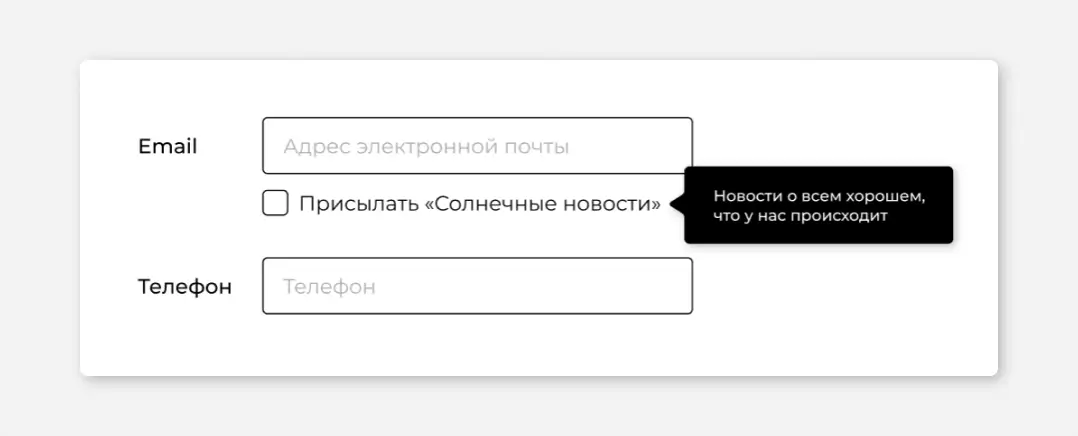 Email
Адрес электронной почты
Присылать «Солнечные новости»
Новости о всем хорошем,
что у нас происходит
Телефон
Телефон